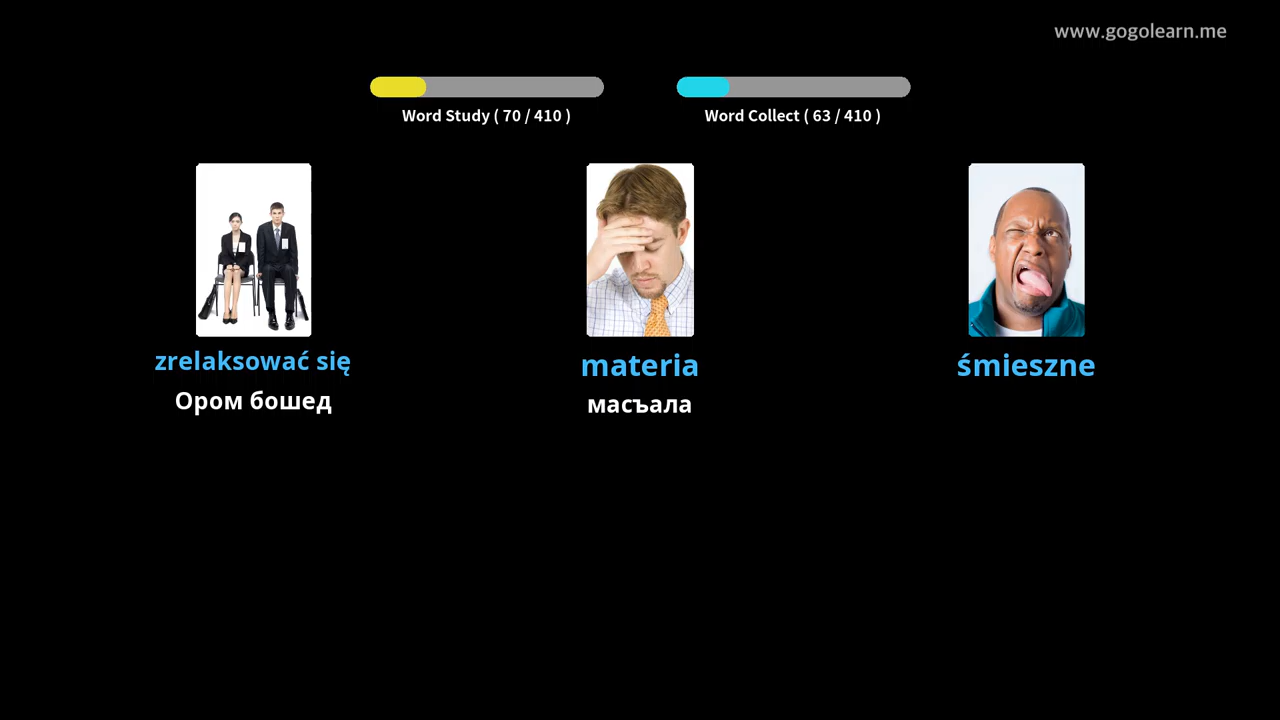 www.gogolearn.me
Word Study ( 70 / 410 )
Word Collect ( 63 / 410 )
zrelaksować się
Ором бошед
materia
масъала
śmieszne